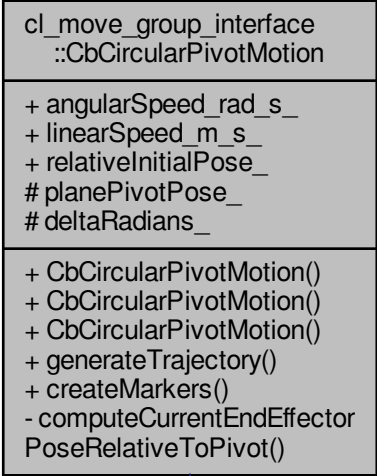 cl_move_group_interface
::CbCircularPivotMotion
+ angularSpeed_rad_s_
+ linearSpeed_m_s_
+ relativeInitialPose_
# planePivotPose_
# deltaRadians_
+ CbCircularPivotMotion()
+ CbCircularPivotMotion()
+ CbCircularPivotMotion()
+ generateTrajectory()
+ createMarkers()
- computeCurrentEndEffector
PoseRelativeToPivot()